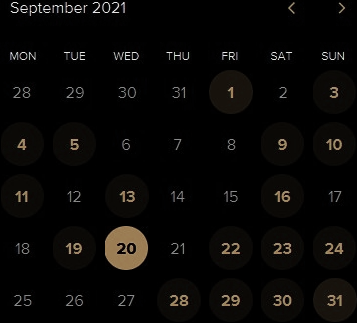 September 2021
MON TUE WED THU FRI SAT SUN
28 29 30 31 1 2 3
4 5 6 7 8 9 10
11 12 13 14 15 16 17
18 19 20 21 22 23 24
25 26 27 28 29 30 31